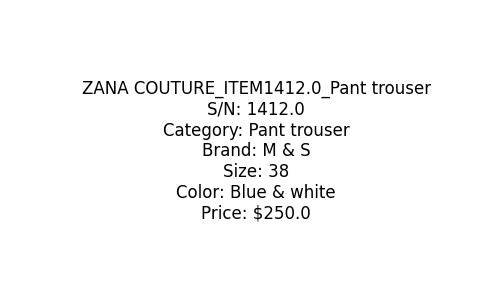 ZANA COUTURE_ITEM1412.0_Pant trouser
S/N: 1412.0
Category: Pant trouser
Brand: M & S
Size: 38
Color: Blue & white
Price: $250.0